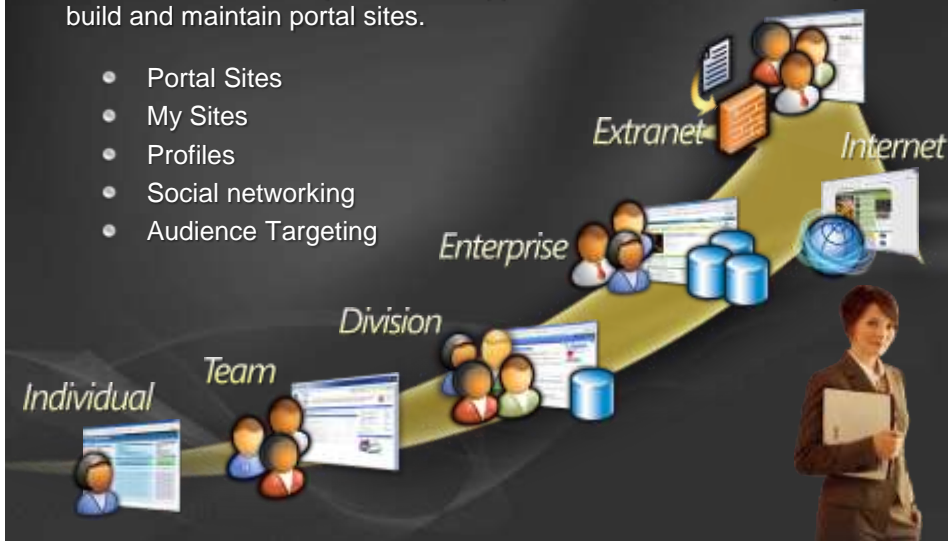 build and maintain portal sites.
Portal Sites
My Sites
Profiles
Social networking
Audience Targeting
Extranet
Internet
Enterprise
Division
Team
Individual